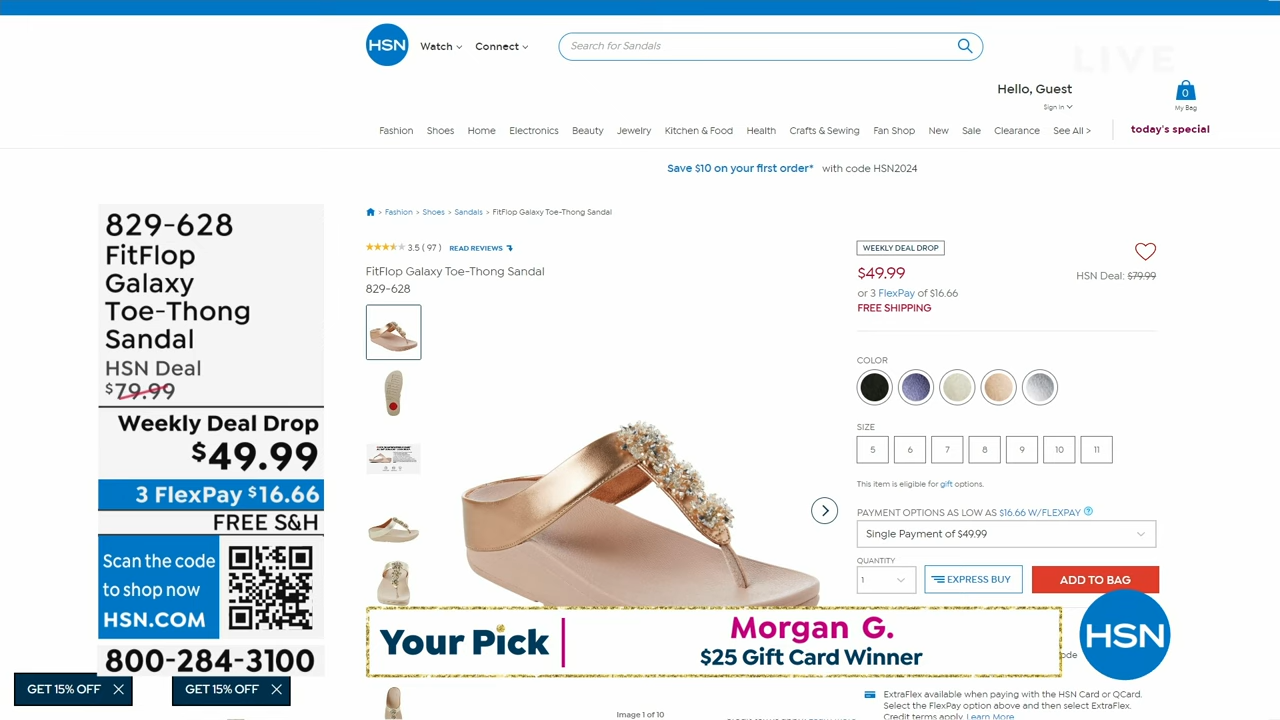 HSN
Watch
Connect
Search for Sandals
LIVE
Hello, Guest
Sign In
0
My Bag
Fashion
Shoes
Home
Electronics
Beauty
Jewelry
Kitchen & Food
Health
Crafts & Sewing
Fan Shop
New
Sale
Clearance
See All >
today's special
Save $10 on your first order* with code HSN2024
829-628
FitFlop
Galaxy
Toe-Thong
Sandal
HSN Deal
$79.99
Weekly Deal Drop
$49.99
3 FlexPay $16.66
FREE S&H
Scan the code
to shop now
HSN.COM
800-284-3100
GET 15% OFF
GET 15% OFF
> Fashion > Shoes > Sandals > FitFlop Galaxy Toe-Thong Sandal
3.5 ( 97 ) READ REVIEWS
FitFlop Galaxy Toe-Thong Sandal
829-628
WEEKLY DEAL DROP
$49.99
HSN Deal: $79.99
or 3 FlexPay of $16.66
FREE SHIPPING
COLOR
SIZE
5 6 7 8 9 10 11
This item is eligible for gift options.
PAYMENT OPTIONS AS LOW AS $16.66 W/FLEXPAY
Single Payment of $49.99
QUANTITY
1
EXPRESS BUY
ADD TO BAG
Your Pick
Morgan G.
$25 Gift Card Winner
HSN
ExtraFlex available when paying with the HSN Card or QCard.
Select the FlexPay option above and then select ExtraFlex.
Credit terms apply. Learn More
Image 1 of 10